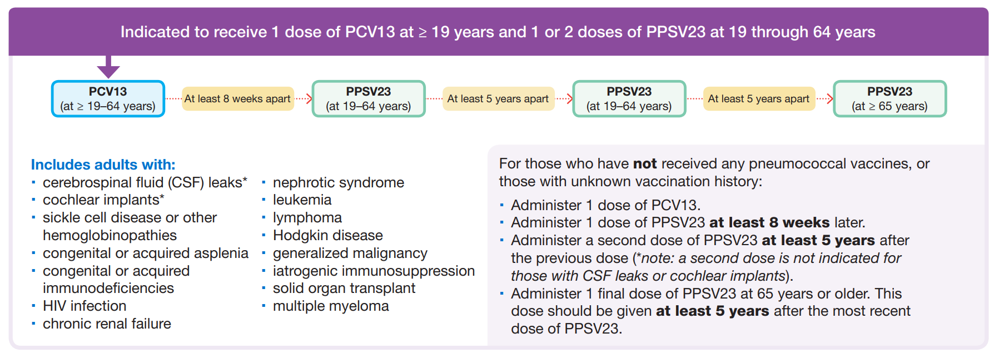 Indicated to receive 1 dose of PCV13 at ≥ 19 years and 1 or 2 doses of PPSV23 at 19 through 64 years
PCV13
(at ≥ 19–64 years)
At least 8 weeks apart
PPSV23
(at 19–64 years)
At least 5 years apart
PPSV23
(at 19–64 years)
At least 5 years apart
PPSV23
(at ≥ 65 years)
Includes adults with:
▪ cerebrospinal fluid (CSF) leaks*
▪ cochlear implants*
▪ sickle cell disease or other
hemoglobinopathies
▪ congenital or acquired asplenia
▪ congenital or acquired
immunodeficiencies
▪ HIV infection
▪ chronic renal failure
▪ nephrotic syndrome
▪ leukemia
▪ lymphoma
▪ Hodgkin disease
▪ generalized malignancy
▪ iatrogenic immunosuppression
▪ solid organ transplant
▪ multiple myeloma
For those who have not received any pneumococcal vaccines, or
those with unknown vaccination history:
▪ Administer 1 dose of PCV13.
▪ Administer 1 dose of PPSV23 at least 8 weeks later.
▪ Administer a second dose of PPSV23 at least 5 years after
the previous dose (*note: a second dose is not indicated for
those with CSF leaks or cochlear implants).
▪ Administer 1 final dose of PPSV23 at 65 years or older. This
dose should be given at least 5 years after the most recent
dose of PPSV23.